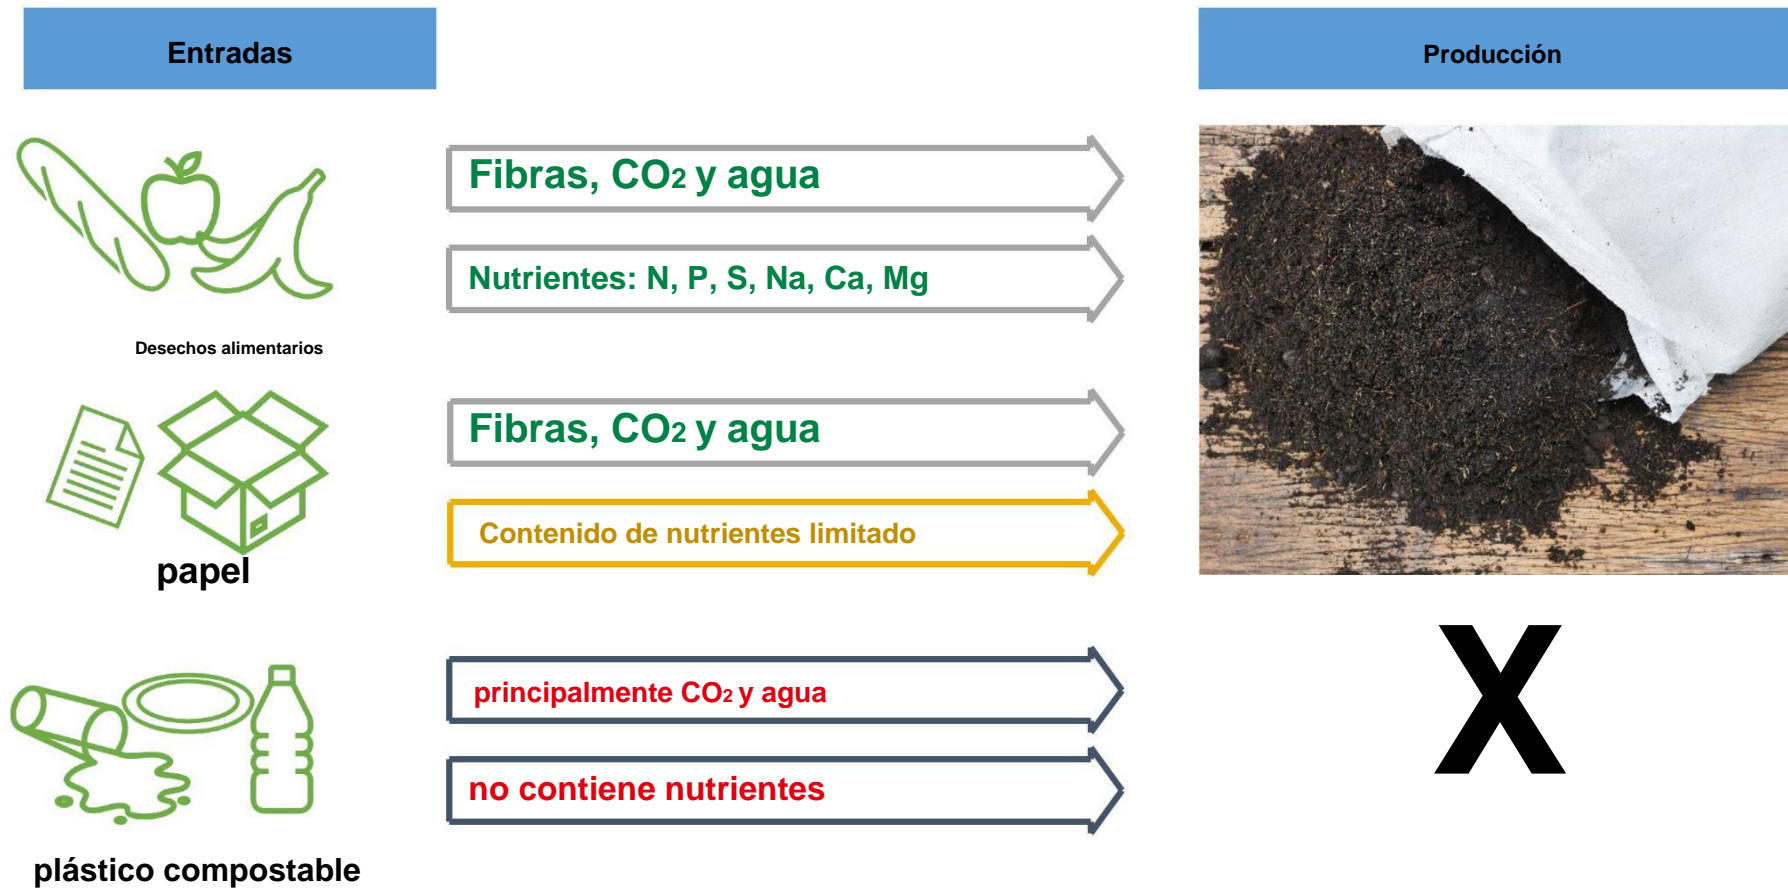 Entradas
Producción
Fibras, CO2 y agua
Nutrientes: N, P, S, Na, Ca, Mg
Desechos alimentarios
Fibras, CO2 y agua
Contenido de nutrientes limitado
papel
principalmente CO2 y agua
no contiene nutrientes
X
plástico compostable